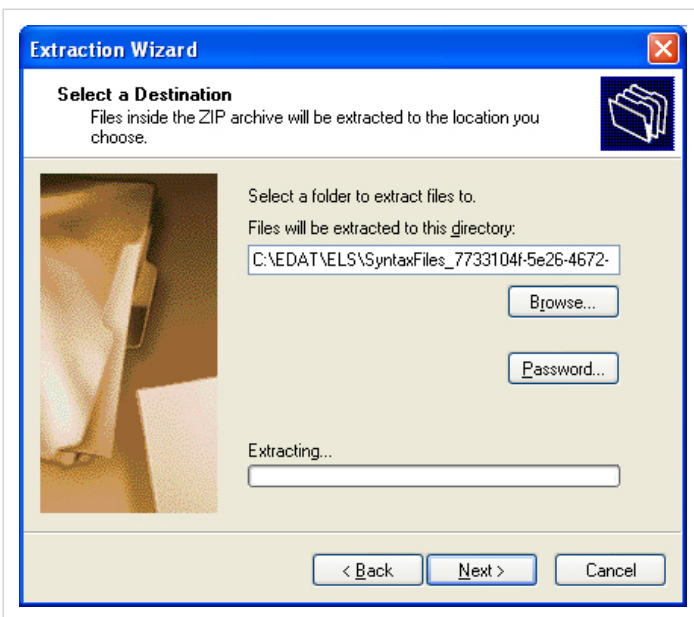 Extraction Wizard
Select a Destination
Files inside the ZIP archive will be extracted to the location you
choose.
Select a folder to extract files to.
Files will be extracted to this directory:
C:\EDAT\ELS\SyntaxFiles_7733104f-5e26-4672-
Browse...
Password...
Extracting...
< Back
Next >
Cancel